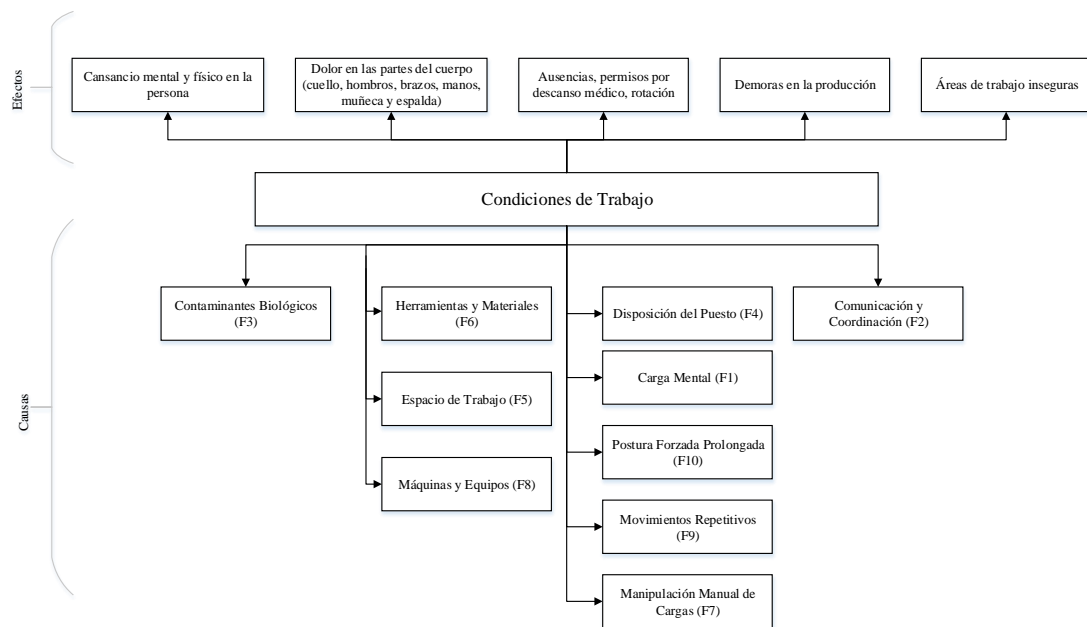 Efectos
Cansancio mental y físico en la
persona
Dolor en las partes del cuerpo
(cuello, hombros, brazos, manos,
muñeca y espalda)
Ausencias, permisos por
descanso médico, rotación
Demoras en la producción
Áreas de trabajo inseguras
Condiciones de Trabajo
Causas
Contaminantes Biológicos
(F3)
Herramientas y Materiales
(F6)
Espacio de Trabajo (F5)
Máquinas y Equipos (F8)
Disposición del Puesto (F4)
Carga Mental (F1)
Postura Forzada Prolongada
(F10)
Movimientos Repetitivos
(F9)
Manipulación Manual de
Cargas (F7)
Comunicación y
Coordinación (F2)